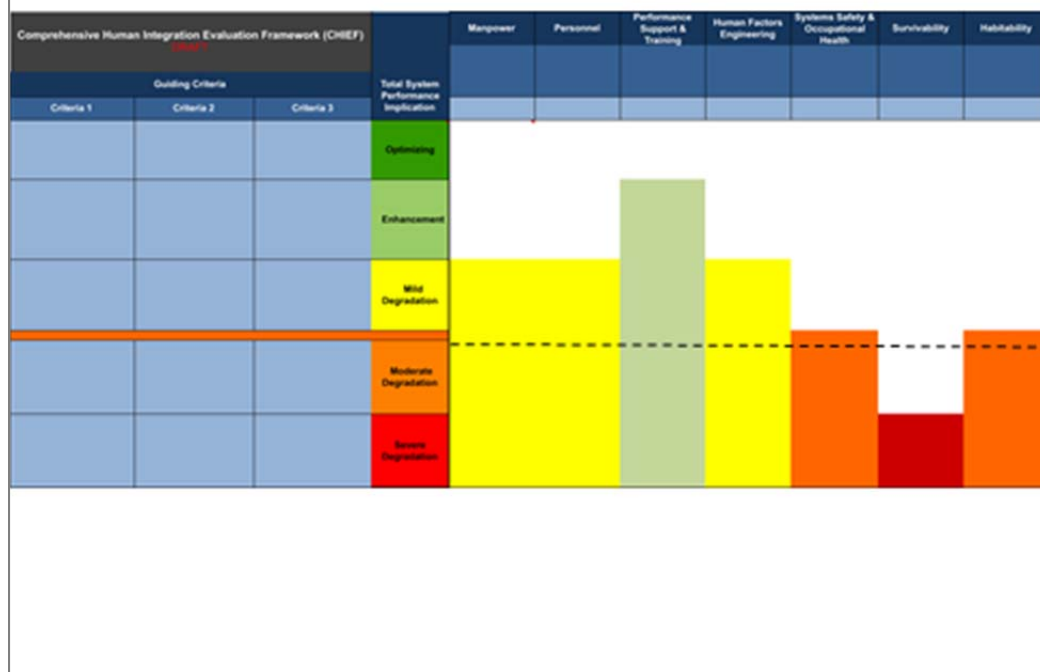 Comprehensive Human Integration Evaluation Framework (CHIEF)
DRAFT
Guiding Criteria
Criteria 1
Criteria 2
Criteria 3
Total System
Performance
Implication
Manpower
Personnel
Performance
Support &
Training
Human Factors
Engineering
Systems Safety &
Occupational
Health
Survivability
Habitability
Optimizing
Enhancement
Mild
Degradation
Moderate
Degradation
Severe
Degradation